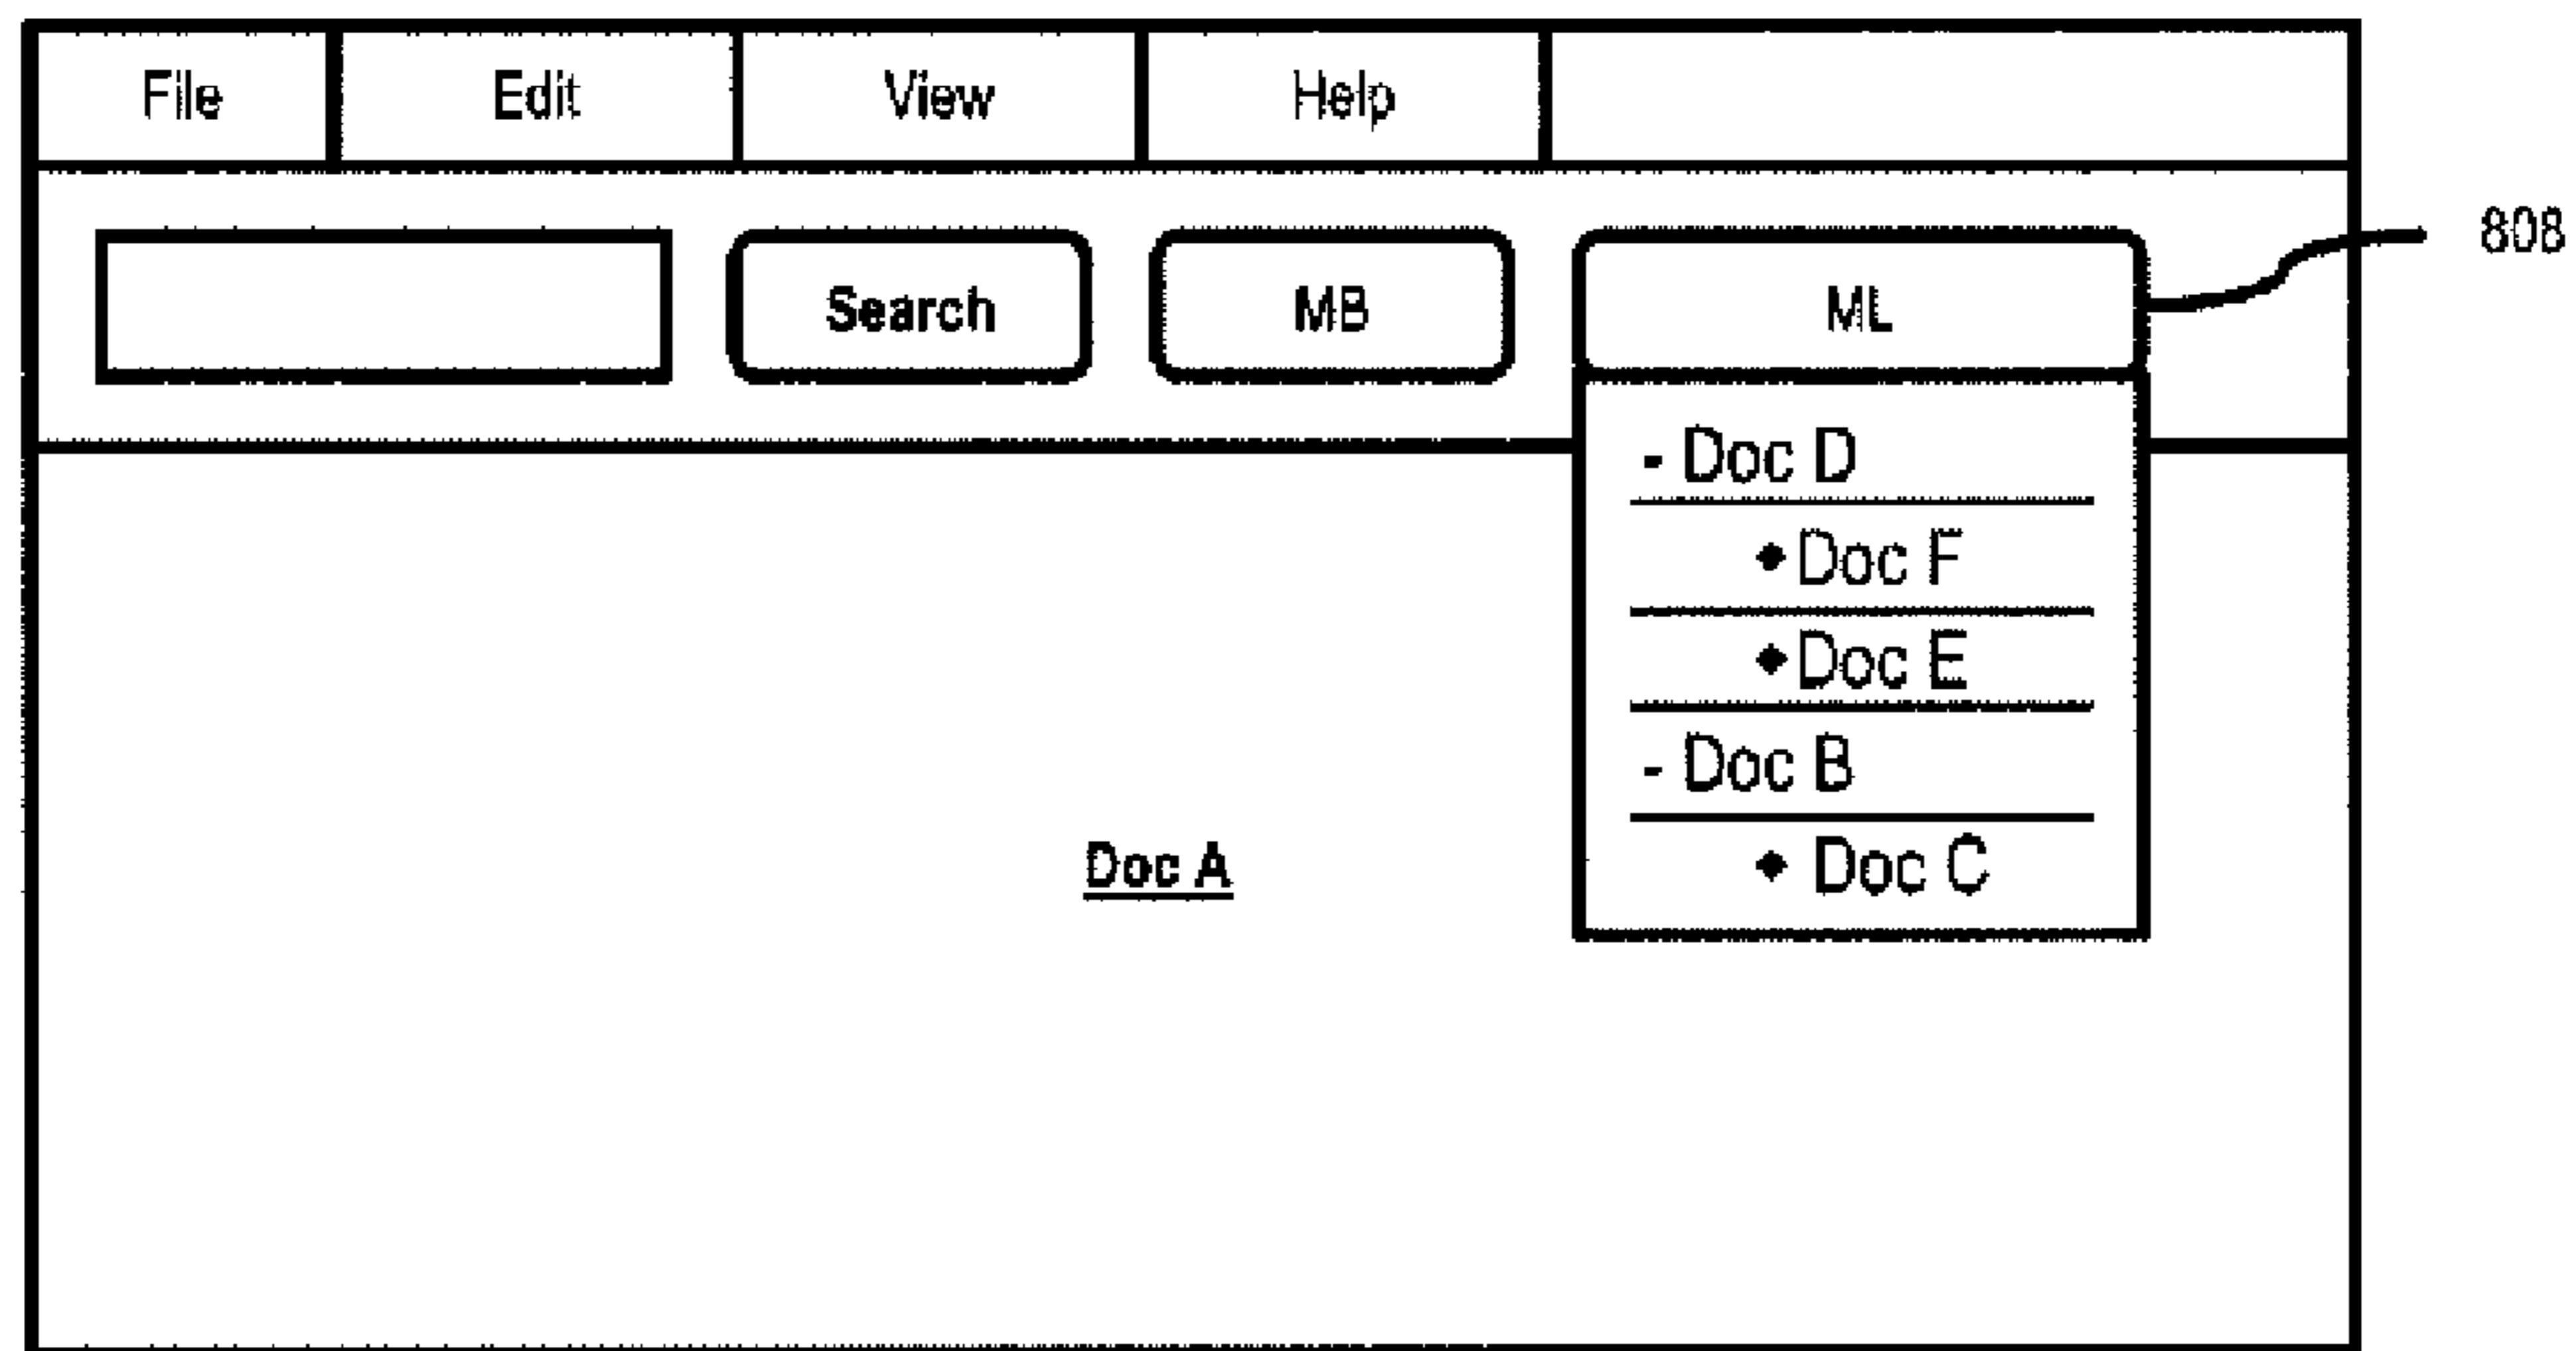 File Edit View Help
808
Search MB ML
- Doc D
◆ Doc F
◆ Doc E
- Doc B
◆ Doc C
Doc A